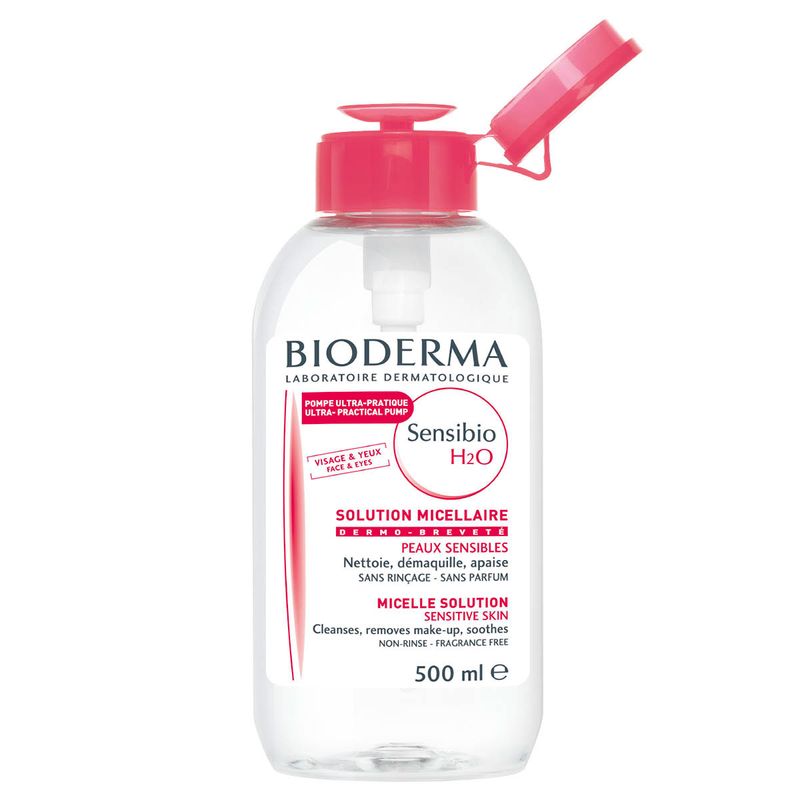 BIODERMA
LABORATOIRE DERMATOLOGIQUE
POMPE ULTRA-PRATIQUE
ULTRA- PRACTICAL PUMP
Sensibio
H2O
VISAGE & YEUX
FACE & EYES
SOLUTION MICELLAIRE
DERMO-BREVETÉ
PEAUX SENSIBLES
Nettoie, démaquille, apaise
SANS RINÇAGE - SANS PARFUM
MICELLE SOLUTION
SENSITIVE SKIN
Cleanses, removes make-up, soothes
NON-RINSE - FRAGRANCE FREE
500 ml ℮